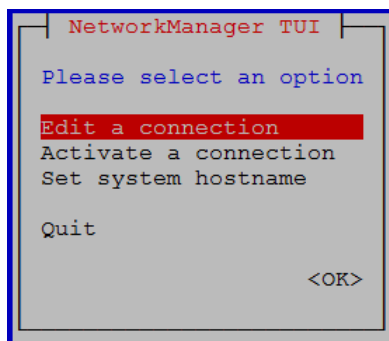 NetworkManager TUI
Please select an option
Edit a connection
Activate a connection
Set system hostname
Quit
<OK>